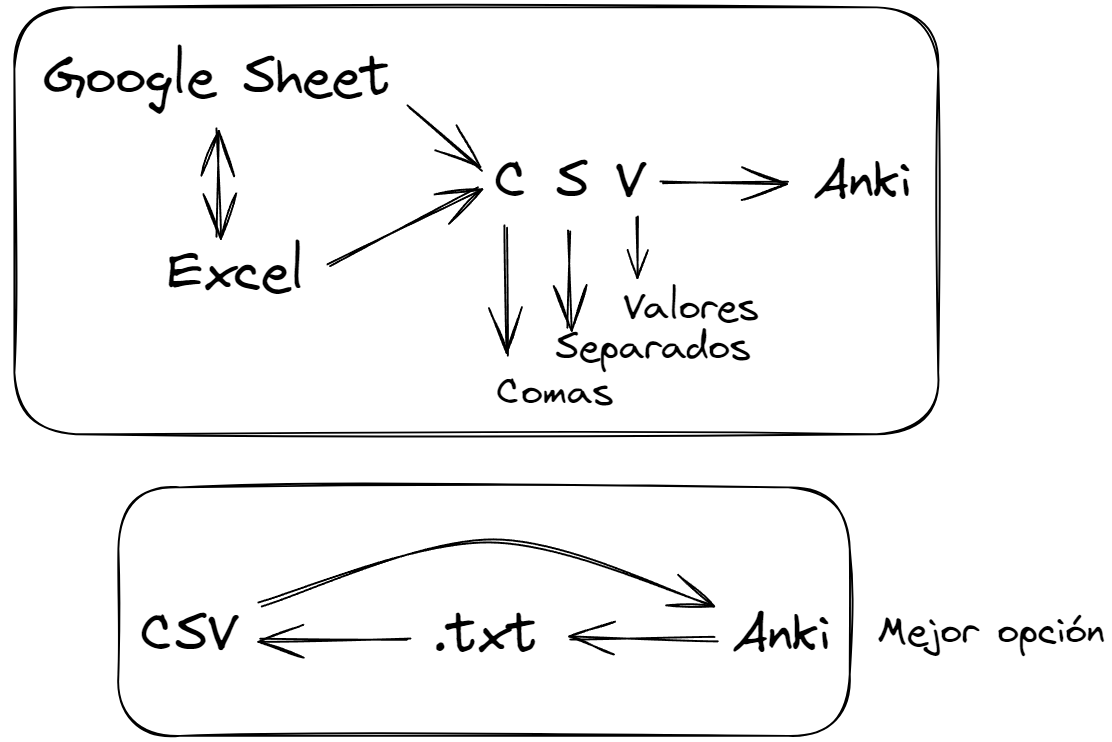 Google Sheet
C S V
Anki
Excel
Valores
Separados
Comas
CSV
.txt
Anki
Mejor opción